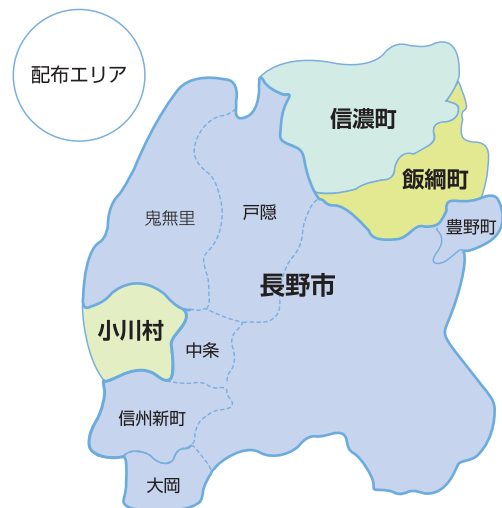 配布エリア
信濃町
飯綱町
豊野町
鬼無里
戸隠
長野市
小川村
中条
信州新町
大岡